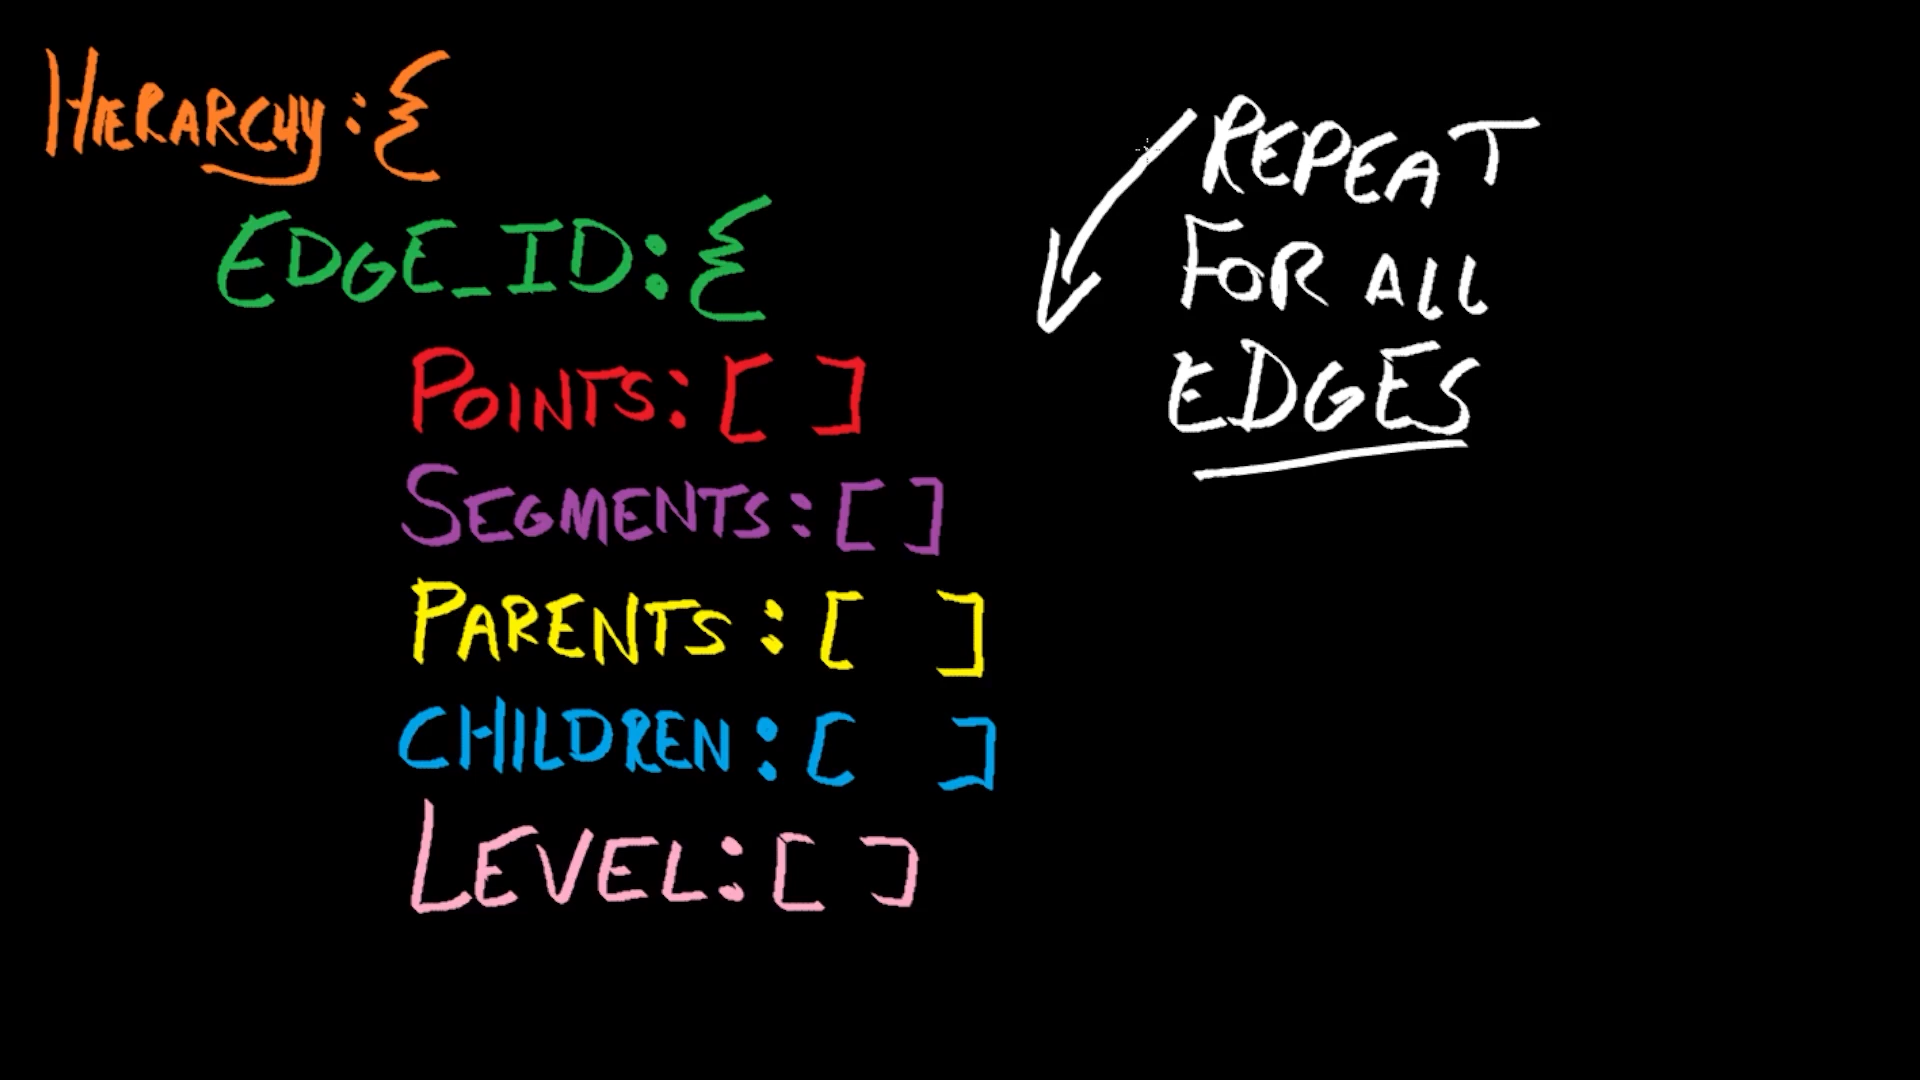 HIERARCHY: {
EDGE_ID: {
POINTS: [ ]
SEGMENTS: [ ]
PARENTS: [ ]
CHILDREN: [ ]
LEVEL: [ ]
REPEAT
FOR ALL
EDGES